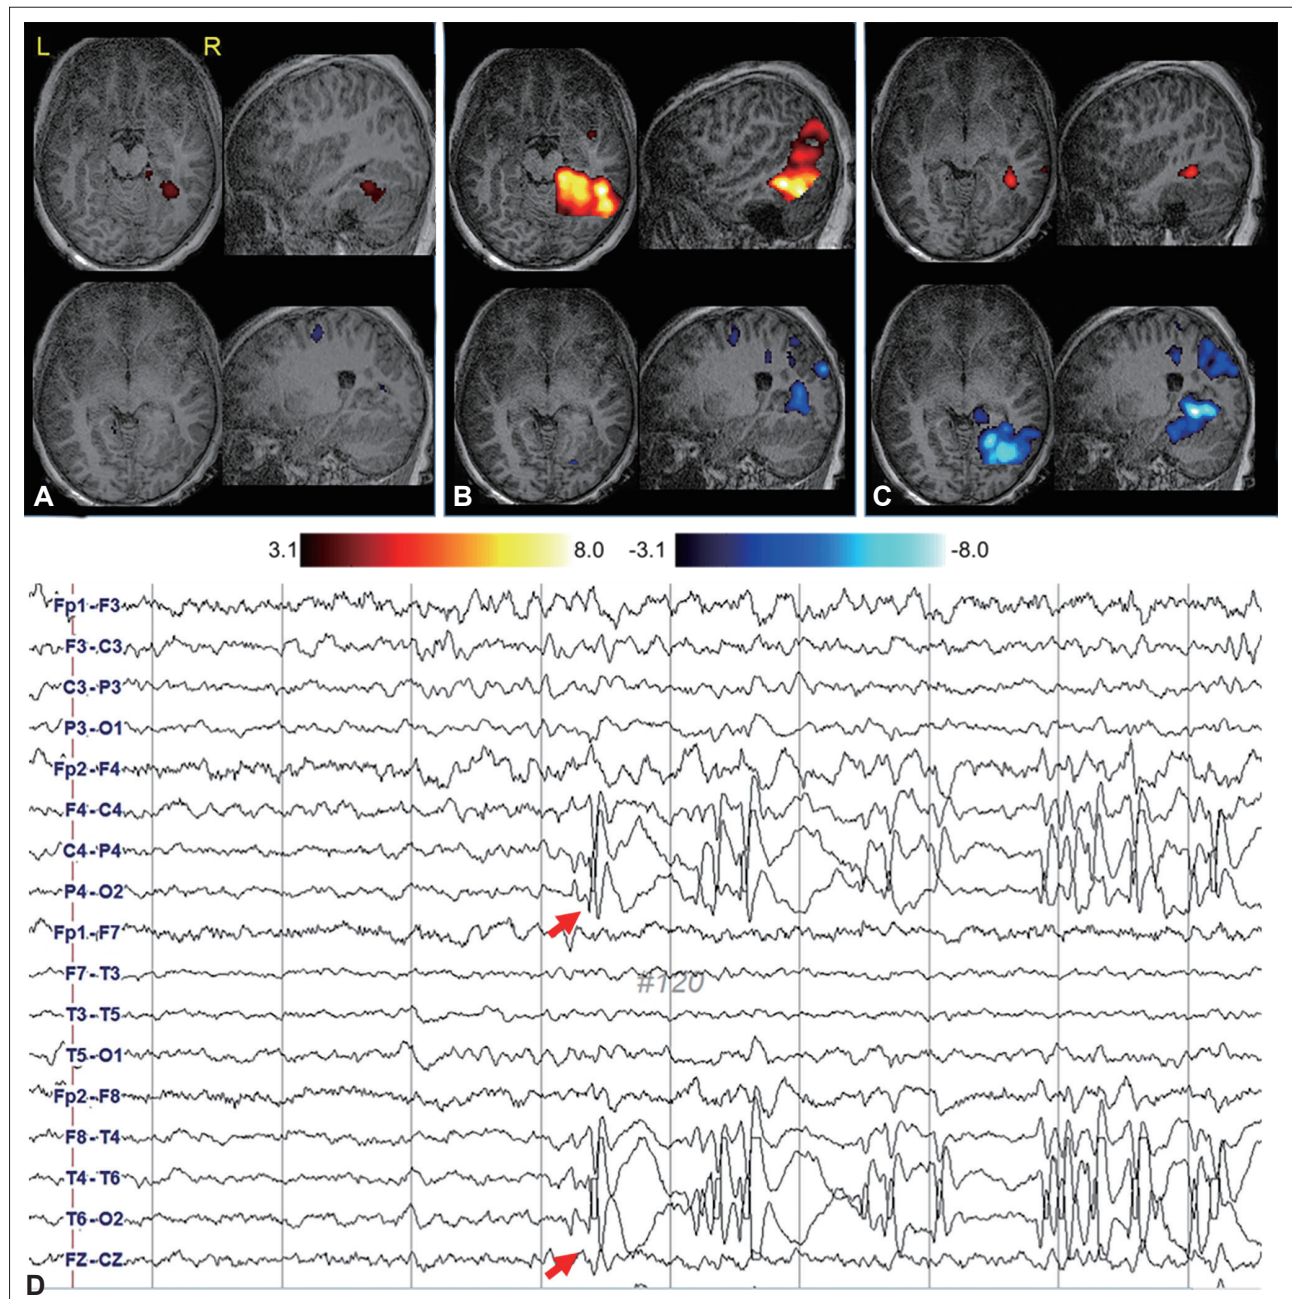 L R
A B C
3.1 8.0 -3.1 -8.0
Fp1-F3
F3-C3
C3-P3
P3-O1
Fp2-F4
F4-C4
C4-P4
P4-O2
Fp1-F7
F7-T3
#120
T3-T5
T5-O1
Fp2-F8
F8-T4
T4-T6
T6-O2
FZ-CZ
D